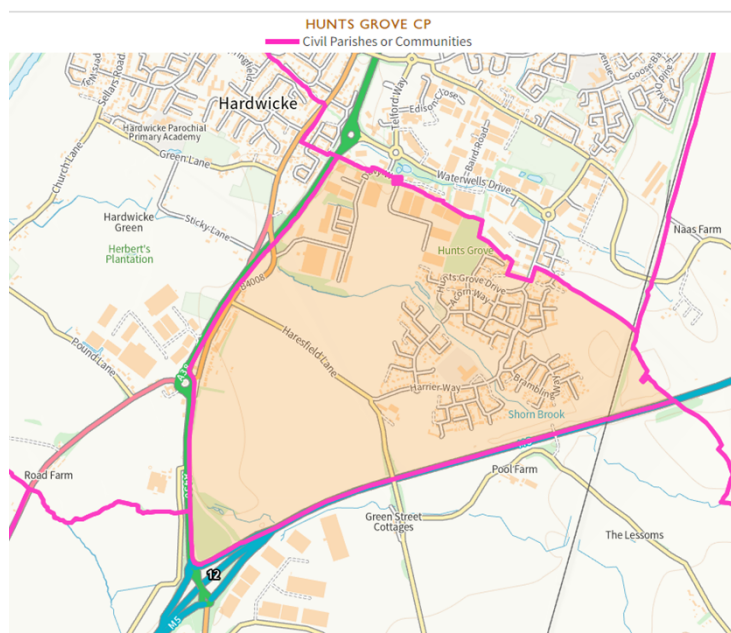 HUNTS GROVE CP
Civil Parishes or Communities
Sellars Road
Hardwicke
Telford Way
Hardwicke Parochial
Primary Academy
Baird Road
Church Lane
Green Lane
Waterwells Drive
Sticky Lane
Hardwicke
Green
Naas Farm
Herbert's
Plantation
Hunts Grove
B4008
Hunts Grove Drive
Acorn Way
Haresfield Lane
Pound Lane
Harrier Way
Brambling
Way
Shorn Brook
Road Farm
Pool Farm
Green Street
Cottages
The Lessoms
12
M5